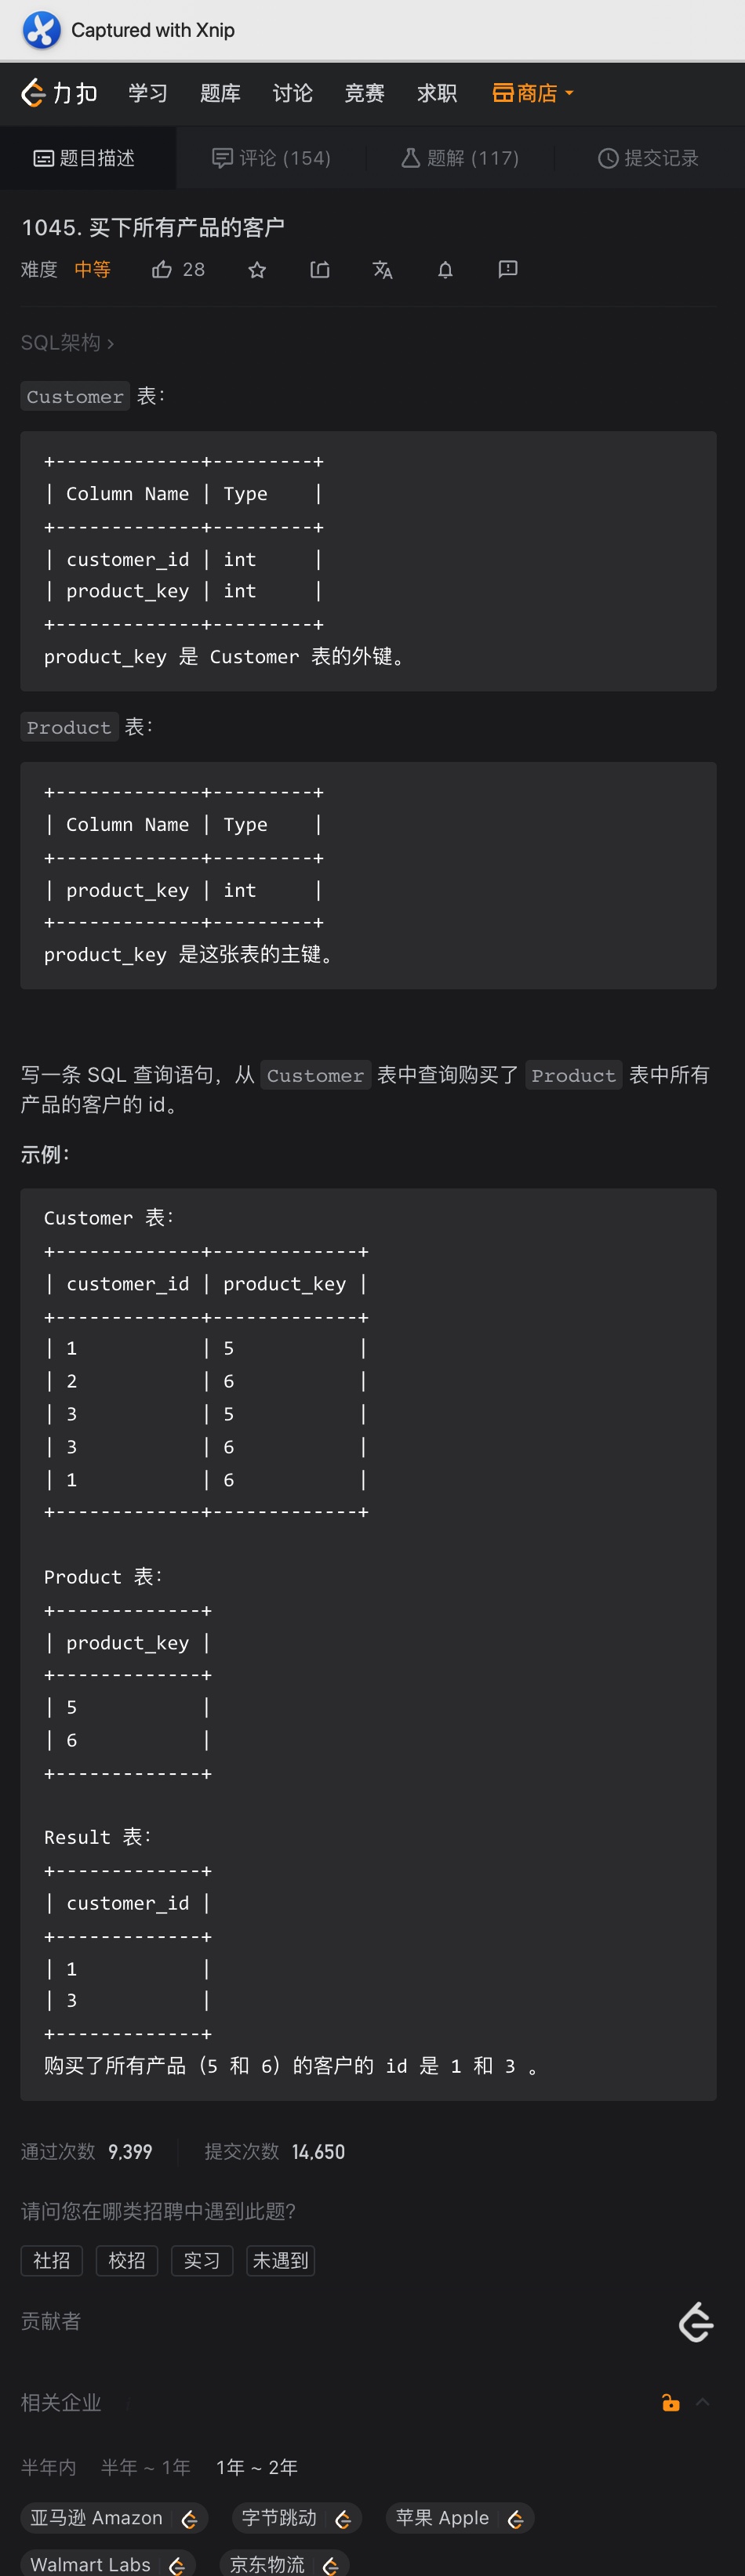 Captured with Xnip
力扣 学习 题库 讨论 竞赛 求职 商店
题目描述 评论 (154) 题解 (117) 提交记录
1045. 买下所有产品的客户
难度 中等 28
SQL架构
Customer 表：
+-------------+---------+
| Column Name | Type    |
+-------------+---------+
| customer_id | int     |
| product_key | int     |
+-------------+---------+
product_key 是 Customer 表的外键。
Product 表：
+-------------+---------+
| Column Name | Type    |
+-------------+---------+
| product_key | int     |
+-------------+---------+
product_key 是这张表的主键。
写一条 SQL 查询语句，从 Customer 表中查询购买了 Product 表中所有
产品的客户的 id。
示例：
Customer 表：
+-------------+-------------+
| customer_id | product_key |
+-------------+-------------+
| 1           | 5           |
| 2           | 6           |
| 3           | 5           |
| 3           | 6           |
| 1           | 6           |
+-------------+-------------+
Product 表：
+-------------+
| product_key |
+-------------+
| 5           |
| 6           |
+-------------+
Result 表：
+-------------+
| customer_id |
+-------------+
| 1           |
| 3           |
+-------------+
购买了所有产品（5 和 6）的客户的 id 是 1 和 3 。
通过次数 9,399 提交次数 14,650
请问您在哪类招聘中遇到此题？
社招 校招 实习 未遇到
贡献者
相关企业
半年内 半年 ~ 1年 1年 ~ 2年
亚马逊 Amazon 字节跳动 苹果 Apple
Walmart Labs 京东物流